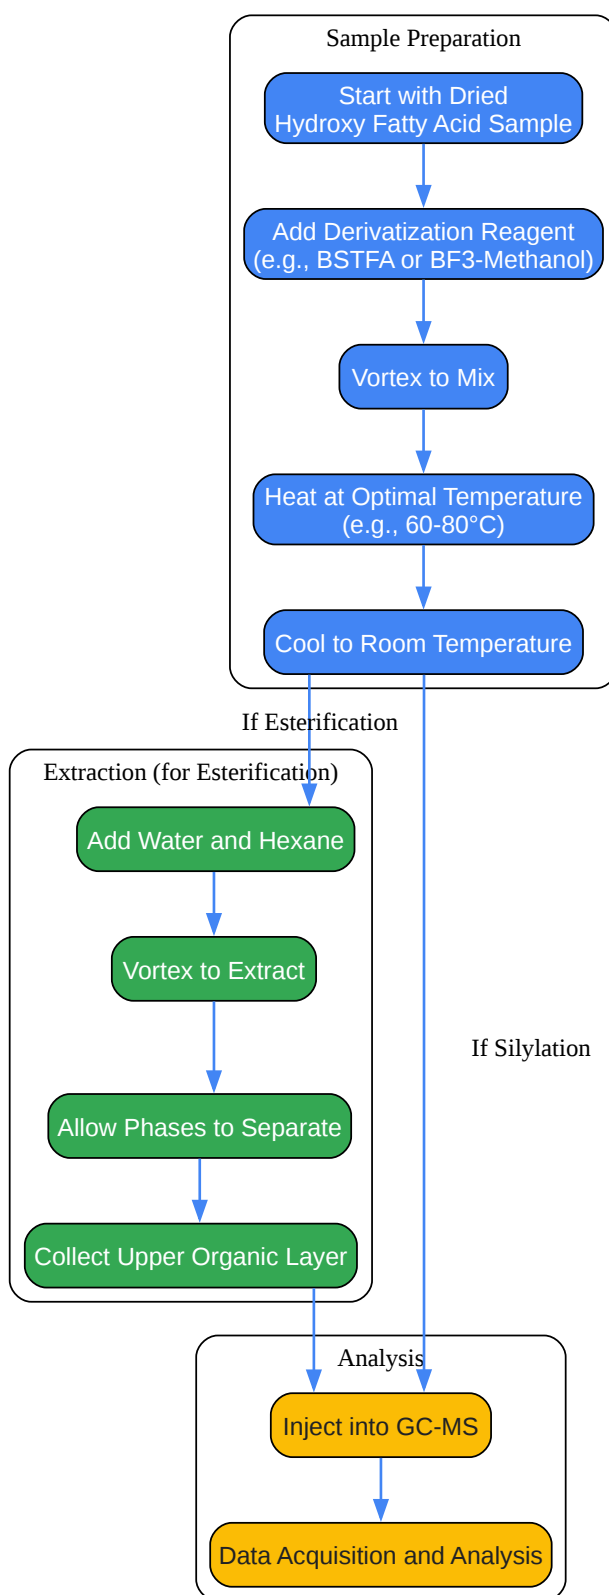 Sample Preparation
Start with Dried
Hydroxy Fatty Acid Sample
Add Derivatization Reagent
(e.g., BSTFA or BF3-Methanol)
Vortex to Mix
Heat at Optimal Temperature
(e.g., 60-80°C)
Cool to Room Temperature
If Esterification
Extraction (for Esterification)
Add Water and Hexane
Vortex to Extract
If Silylation
Allow Phases to Separate
Collect Upper Organic Layer
Analysis
Inject into GC-MS
Data Acquisition and Analysis